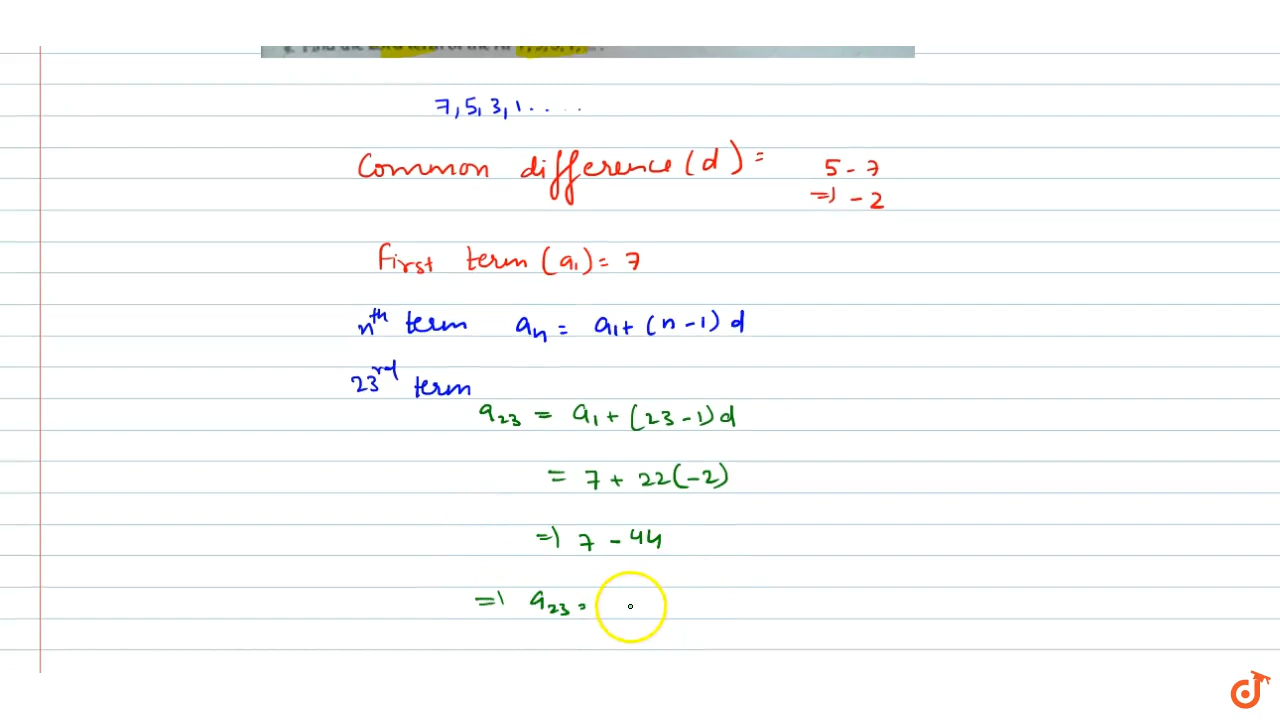 7, 5, 3, 1 . . . . .
Common difference (d) = 5 - 7
=) - 2
First term (a₁) = 7
nᵗʰ term aₙ = a₁ + (n - 1) d
23ʳᵈ term
a₂₃ = a₁ + (23 - 1) d
= 7 + 22 (-2)
=) 7 - 44
=) a₂₃ =